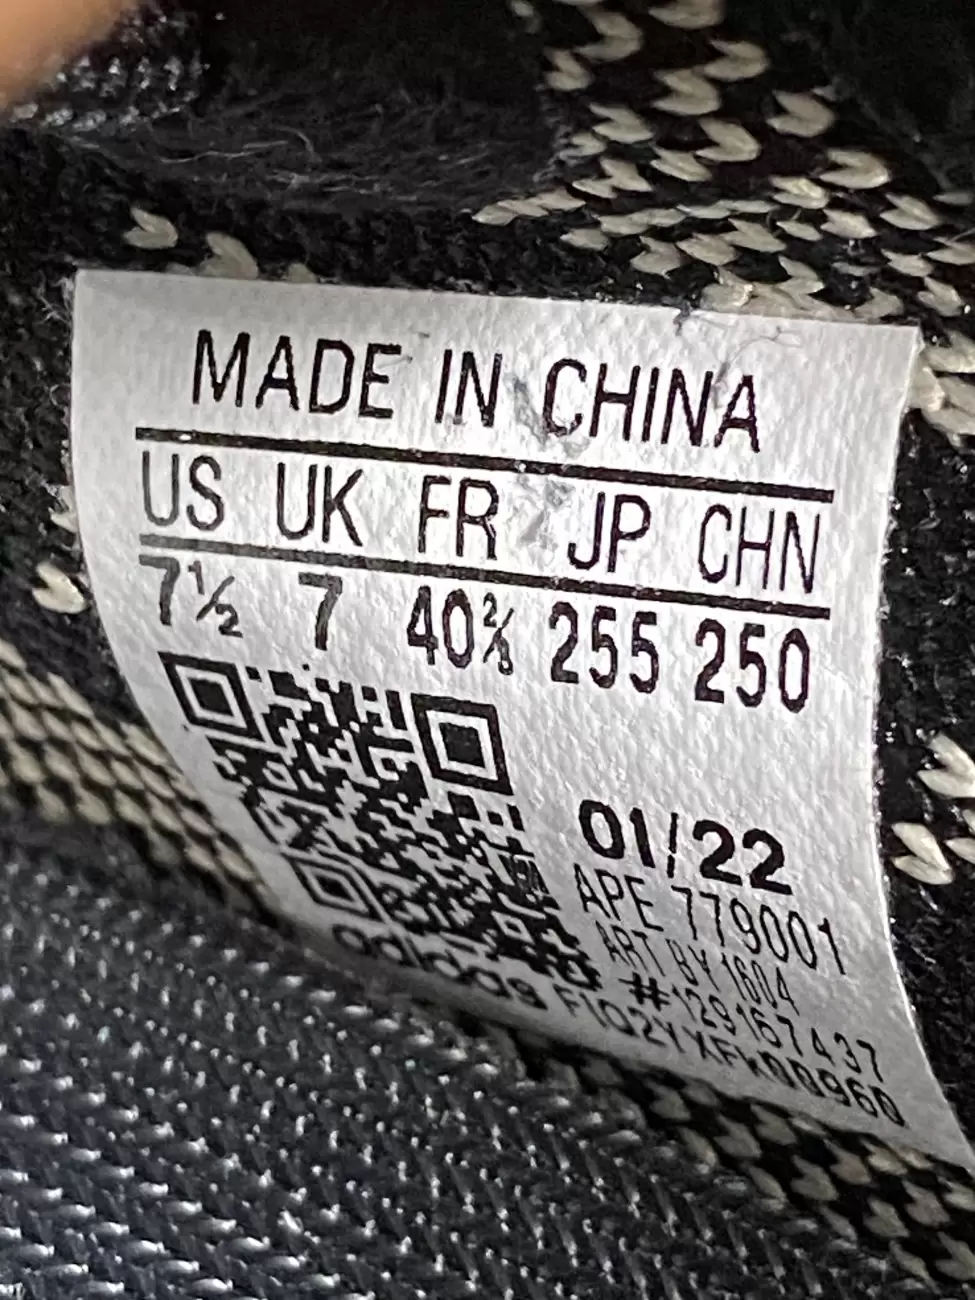 MADE IN CHINA
US UK FR JP CHN
7½ 7 40⅔ 255 250
01/22
APE 779001
ART BY1604
#129167437
adidas F1Q2YXFK00960